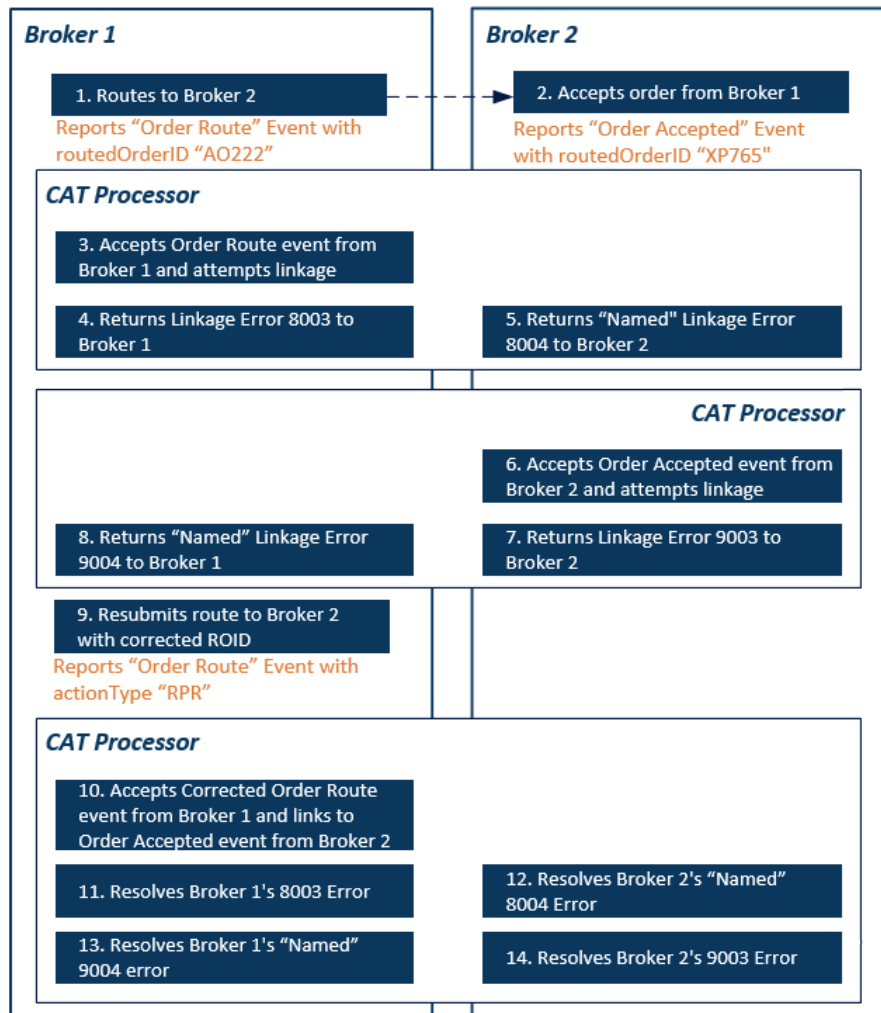 Broker 1
Broker 2
1. Routes to Broker 2
2. Accepts order from Broker 1
Reports “Order Route” Event with
routedOrderID “AO222”
Reports “Order Accepted” Event
with routedOrderID “XP765"
CAT Processor
3. Accepts Order Route event from
Broker 1 and attempts linkage
4. Returns Linkage Error 8003 to
Broker 1
5. Returns “Named" Linkage Error
8004 to Broker 2
CAT Processor
6. Accepts Order Accepted event from
Broker 2 and attempts linkage
8. Returns “Named” Linkage Error
9004 to Broker 1
7. Returns Linkage Error 9003 to
Broker 2
9. Resubmits route to Broker 2
with corrected ROID
Reports “Order Route” Event with
actionType “RPR”
CAT Processor
10. Accepts Corrected Order Route
event from Broker 1 and links to
Order Accepted event from Broker 2
11. Resolves Broker 1's 8003 Error
12. Resolves Broker 2's “Named”
8004 Error
13. Resolves Broker 1's “Named”
9004 error
14. Resolves Broker 2's 9003 Error